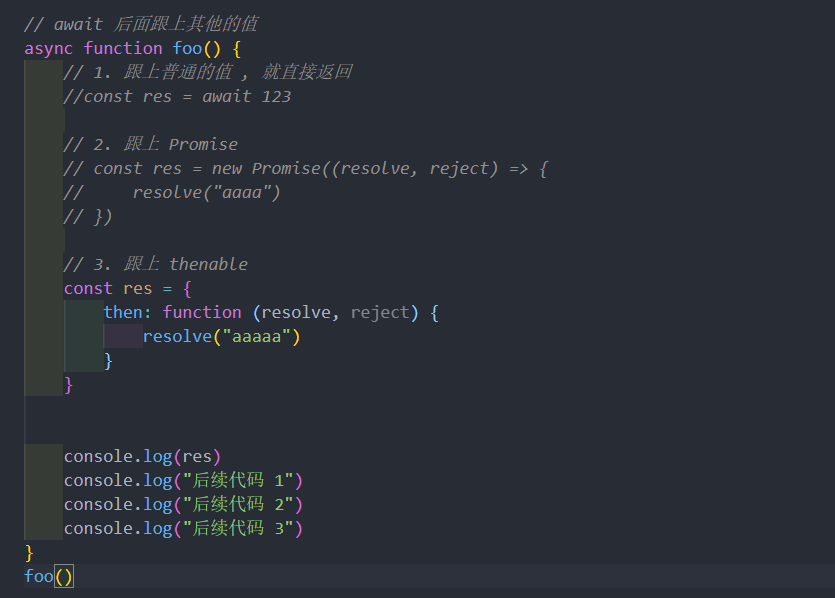 // await 后面跟上其他的值
async function foo() {
    // 1. 跟上普通的值 , 就直接返回
    //const res = await 123
    // 2. 跟上 Promise
    // const res = new Promise((resolve, reject) => {
    //     resolve("aaaa")
    // })
    // 3. 跟上 thenable
    const res = {
        then: function (resolve, reject) {
            resolve("aaaaa")
        }
    }
    console.log(res)
    console.log("后续代码 1")
    console.log("后续代码 2")
    console.log("后续代码 3")
}
foo()